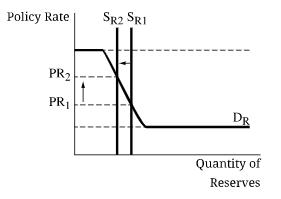 Policy Rate
S_R2 S_R1
PR_2
PR_1
D_R
Quantity of
Reserves